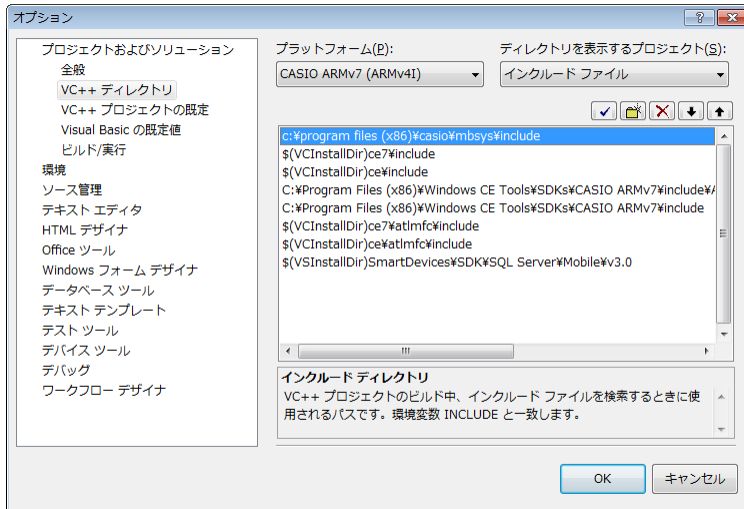 オプション
プロジェクトおよびソリューション
全般
VC++ ディレクトリ
VC++ プロジェクトの既定
Visual Basic の既定値
ビルド/実行
環境
ソース管理
テキスト エディタ
HTML デザイナ
Office ツール
Windows フォーム デザイナ
データベース ツール
テキスト テンプレート
テスト ツール
デバイス ツール
デバッグ
ワークフロー デザイナ
プラットフォーム(P):
ディレクトリを表示するプロジェクト(S):
CASIO ARMv7 (ARMv4I)
インクルード ファイル
c:¥program files (x86)¥casio¥mbsys¥include
$(VCInstallDir)ce7¥include
$(VCInstallDir)ce¥include
C:¥Program Files (x86)¥Windows CE Tools¥SDKs¥CASIO ARMv7¥include¥A
C:¥Program Files (x86)¥Windows CE Tools¥SDKs¥CASIO ARMv7¥include
$(VCInstallDir)ce7¥atlmfc¥include
$(VCInstallDir)ce¥atlmfc¥include
$(VSInstallDir)SmartDevices¥SDK¥SQL Server¥Mobile¥v3.0
インクルード ディレクトリ
VC++ プロジェクトのビルド中、インクルード ファイルを検索するときに使
用されるパスです。環境変数 INCLUDE と一致します。
OK
キャンセル